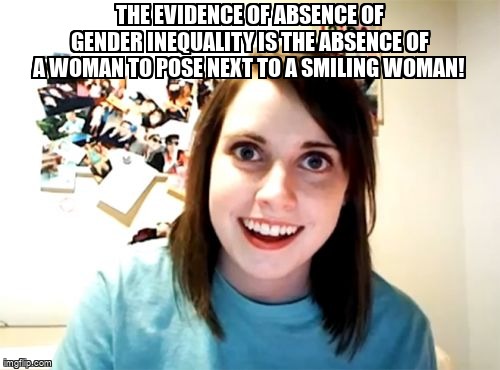 THE EVIDENCE OF ABSENCE OF
GENDER INEQUALITY IS THE ABSENCE OF
A WOMAN TO POSE NEXT TO A SMILING WOMAN!
imgflip.com